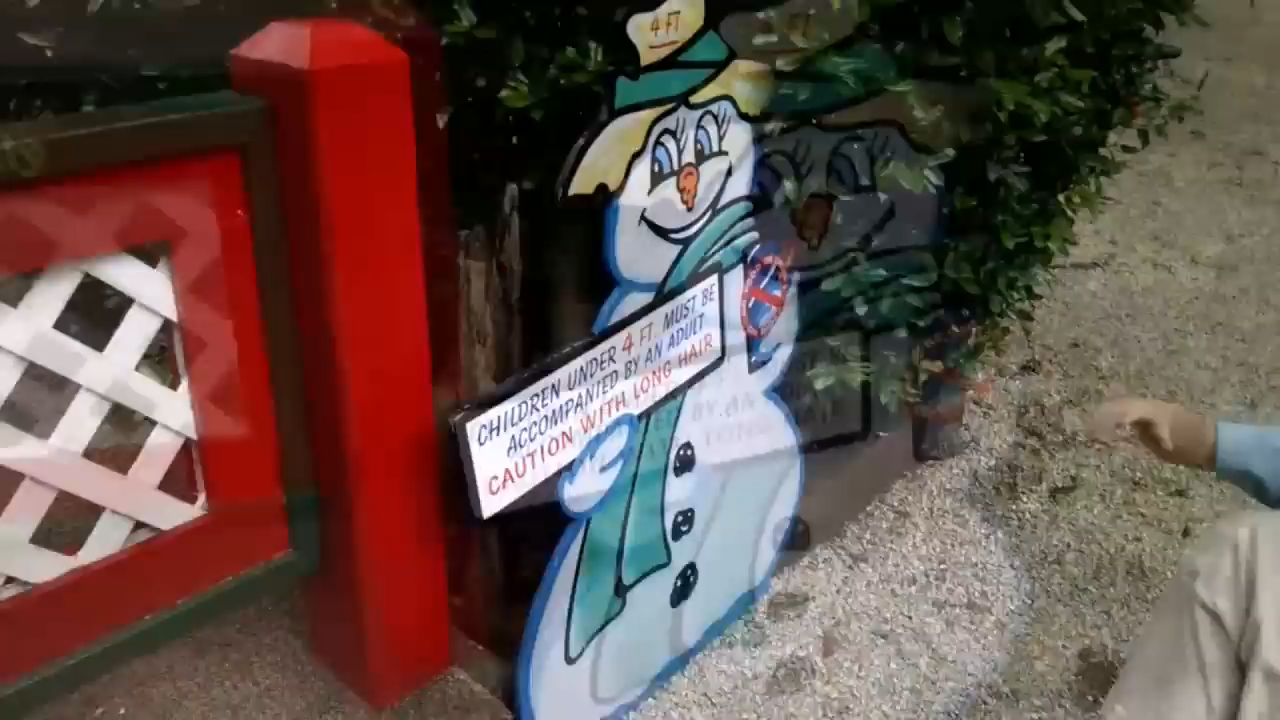 4 FT
CHILDREN UNDER 4 FT. MUST BE
ACCOMPANIED BY AN ADULT
CAUTION WITH LONG HAIR